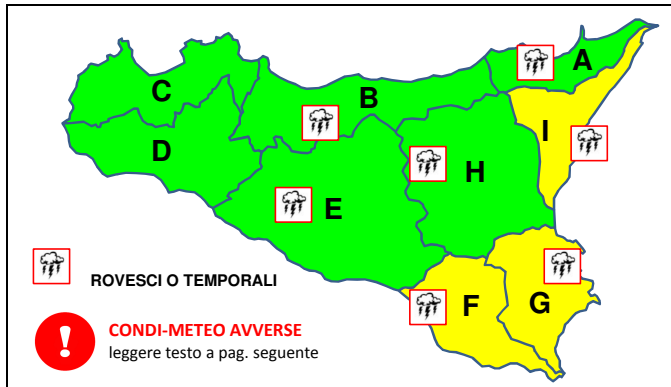 A
C
B
I
D
H
E
F
G
ROVESCI O TEMPORALI
CONDI-METEO AVVERSE
leggere testo a pag. seguente